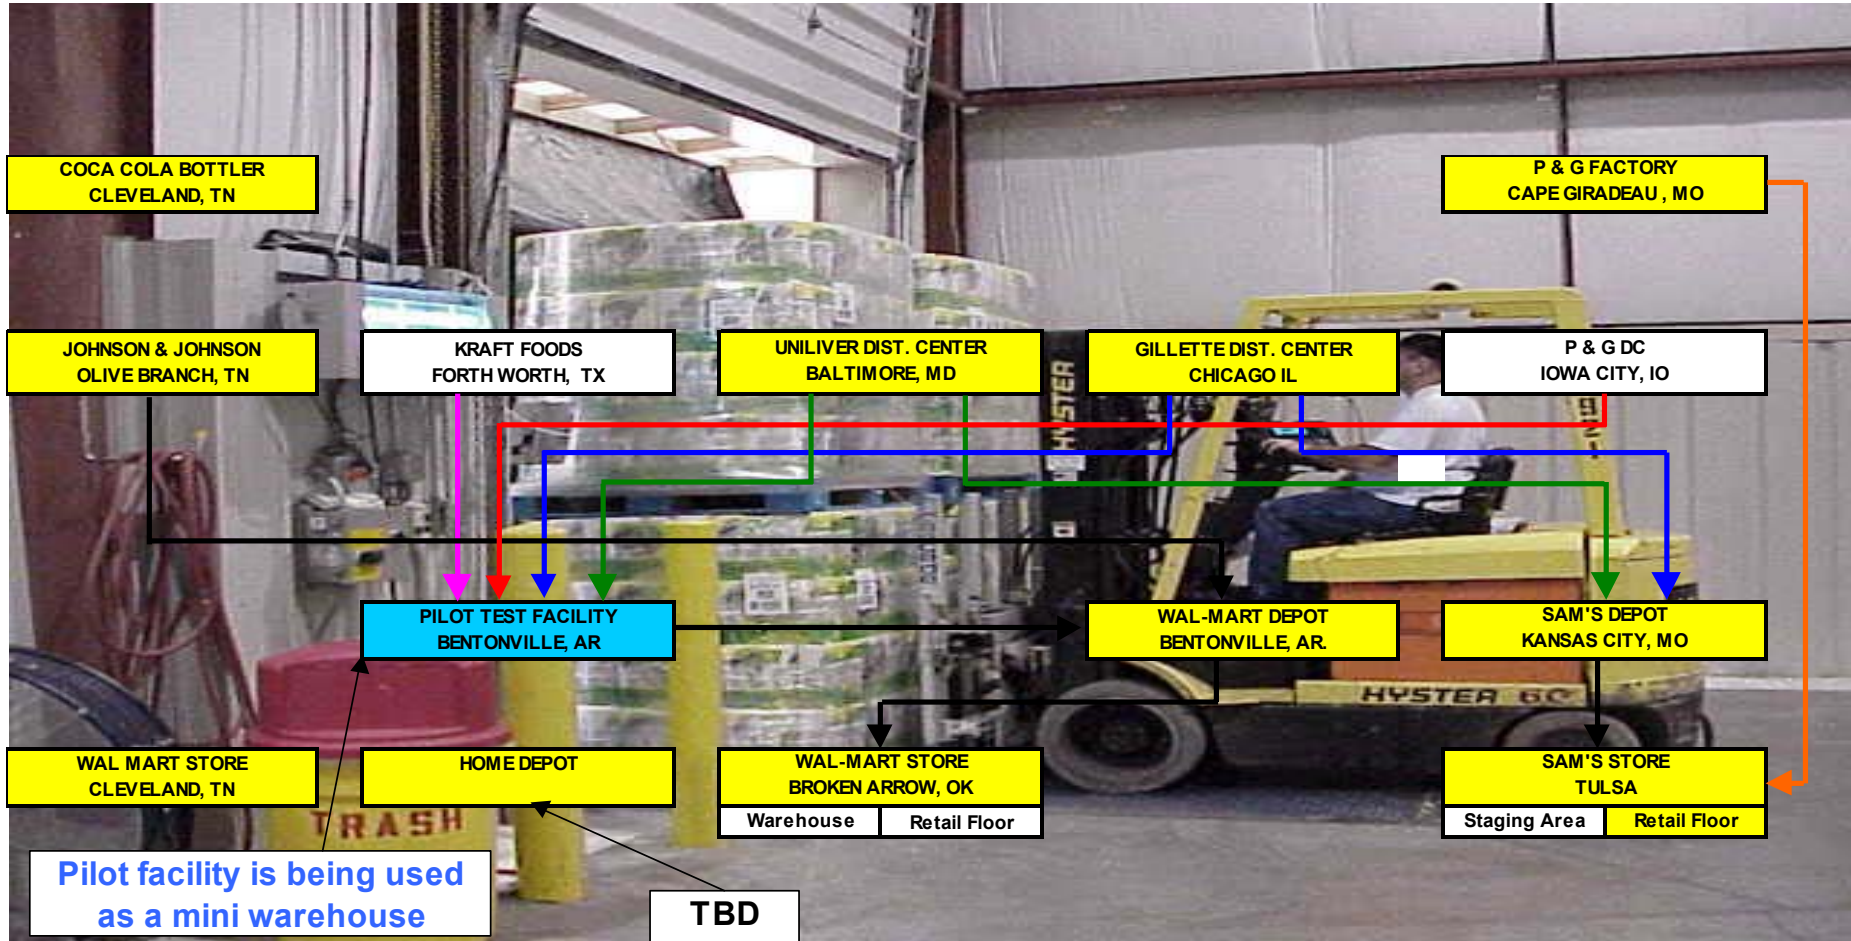 COCA COLA BOTTLER
CLEVELAND, TN
P & G FACTORY
CAPE GIRADEAU , MO
JOHNSON & JOHNSON
OLIVE BRANCH, TN
KRAFT FOODS
FORTH WORTH, TX
UNILIVER DIST. CENTER
BALTIMORE, MD
GILLETTE DIST. CENTER
CHICAGO IL
P & G DC
IOWA CITY, IO
HYSTER
PILOT TEST FACILITY
BENTONVILLE, AR
WAL-MART DEPOT
BENTONVILLE, AR.
SAM'S DEPOT
KANSAS CITY, MO
HYSTER 60
WAL MART STORE
CLEVELAND, TN
HOME DEPOT
WAL-MART STORE
BROKEN ARROW, OK
Warehouse
Retail Floor
SAM'S STORE
TULSA
Staging Area
Retail Floor
TRASH
Pilot facility is being used
as a mini warehouse
TBD